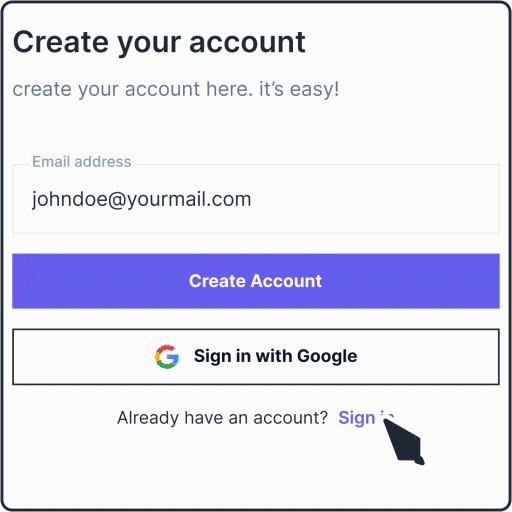 Create your account
create your account here. it’s easy!
Email address
johndoe@yourmail.com
Create Account
Sign in with Google
Already have an account? Sign